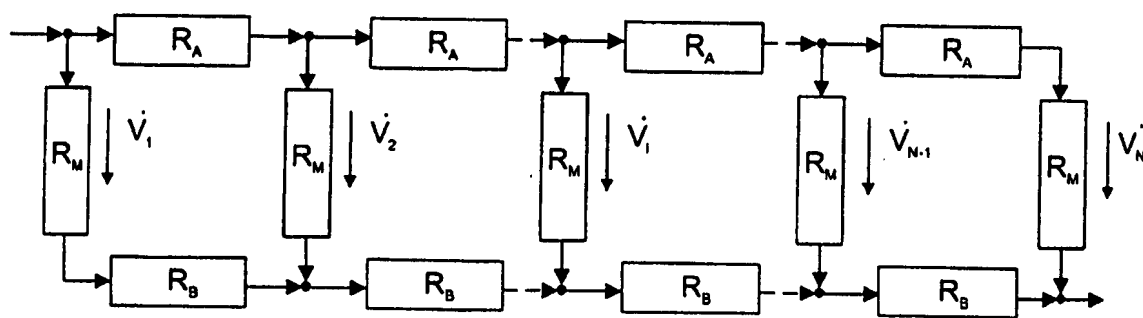 R_A R_A R_A R_A
R_M V̇_1 R_M V̇_2 R_M V̇_I R_M V̇_N-1 R_M V̇_N
R_B R_B R_B R_B